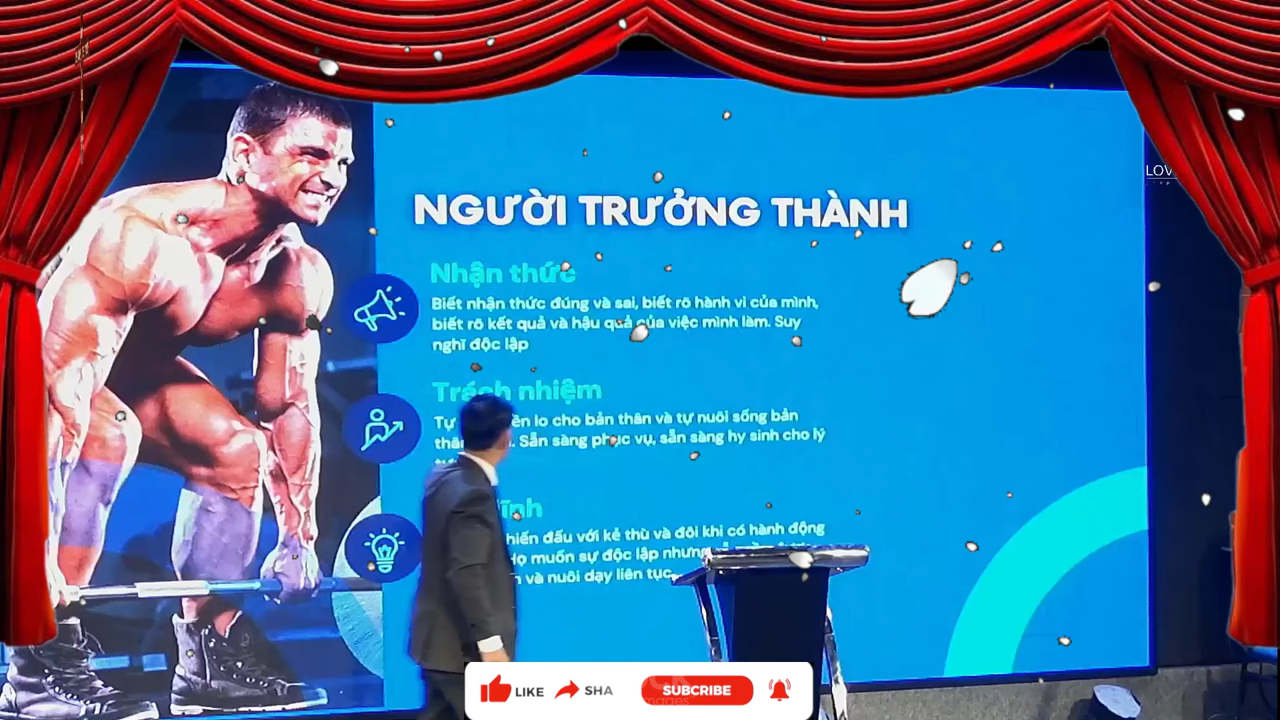 LOV
NGƯỜI TRƯỞNG THÀNH
Nhận thức
Biết nhận thức đúng và sai, biết rõ hành vi của mình,
biết rõ kết quả và hậu quả của việc mình làm. Suy
nghĩ độc lập
Trách nhiệm
Tự lo cho bản thân và tự nuôi sống bản
Sẵn sàng phục vụ, sẵn sàng hy sinh cho lý
với kẻ thù và đôi khi có hành động
muốn sự độc lập
và nuôi dạy liên tục.
LIKE
SHA
SUBSCRIBE